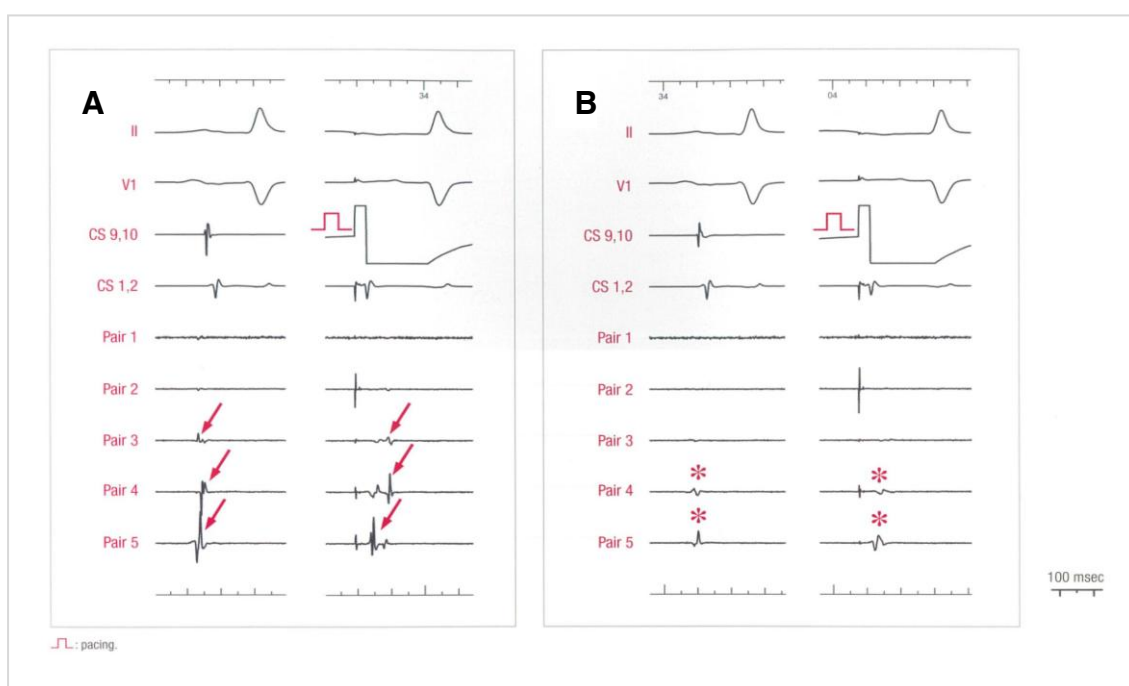 A
34
II
V1
CS 9,10
CS 1,2
Pair 1
Pair 2
Pair 3
Pair 4
Pair 5
B
34
04
II
V1
CS 9,10
CS 1,2
Pair 1
Pair 2
Pair 3
Pair 4
*
*
Pair 5
*
*
100 msec
: pacing.